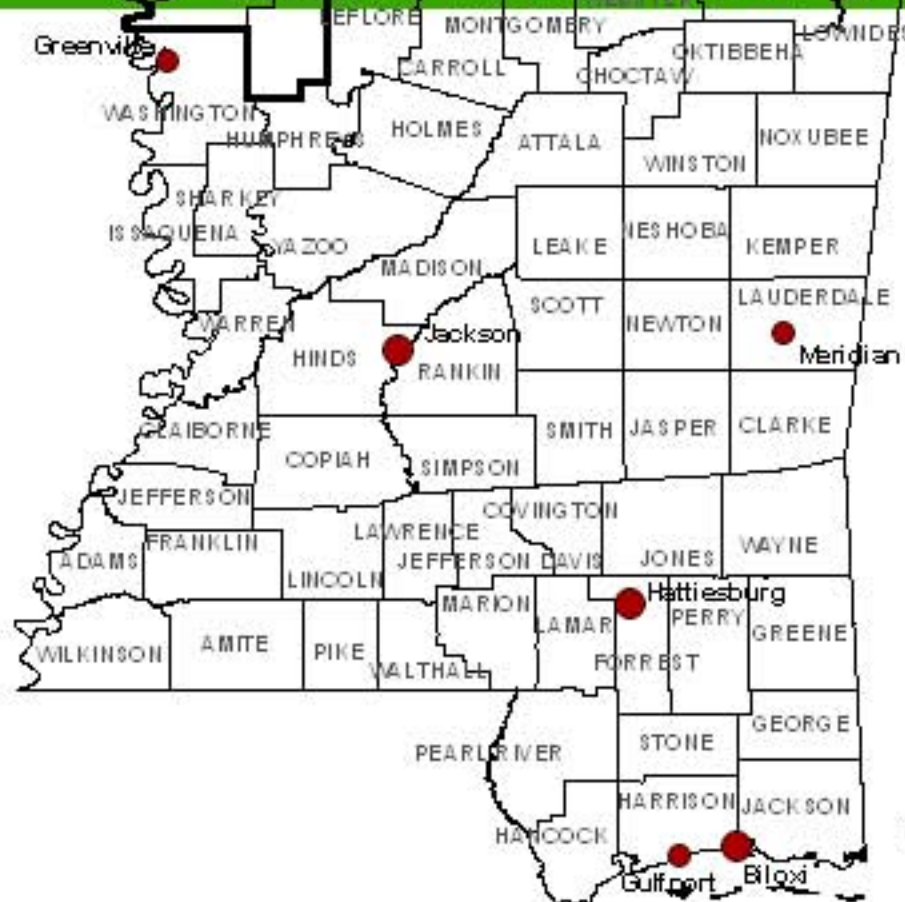 LEFLORE
MONTGOMERY
LOWNDES
Greenville
OKTIBBEHA
CARROLL
CHOCTAW
WASHINGTON
HUMPHREYS
HOLMES
ATTALA
NOXUBEE
WINSTON
SHARKEY
ISSAQUENA
YAZOO
MADISON
LEAKE
NESHOBA
KEMPER
SCOTT
LAUDERDALE
WARREN
NEWTON
Jackson
HINDS
Meridian
RANKIN
CLAIBORNE
SMITH
JASPER
CLARKE
COPIAH
SIMPSON
JEFFERSON
COVINGTON
LAWRENCE
FRANKLIN
ADAMS
JEFFERSON DAVIS
JONES
WAYNE
LINCOLN
Hattiesburg
MARION
PERRY
LAMAR
GREENE
WILKINSON
AMITE
PIKE
WALTHALL
FORREST
GEORGE
PEARL RIVER
STONE
HARRISON
JACKSON
HANCOCK
Gulfport
Biloxi